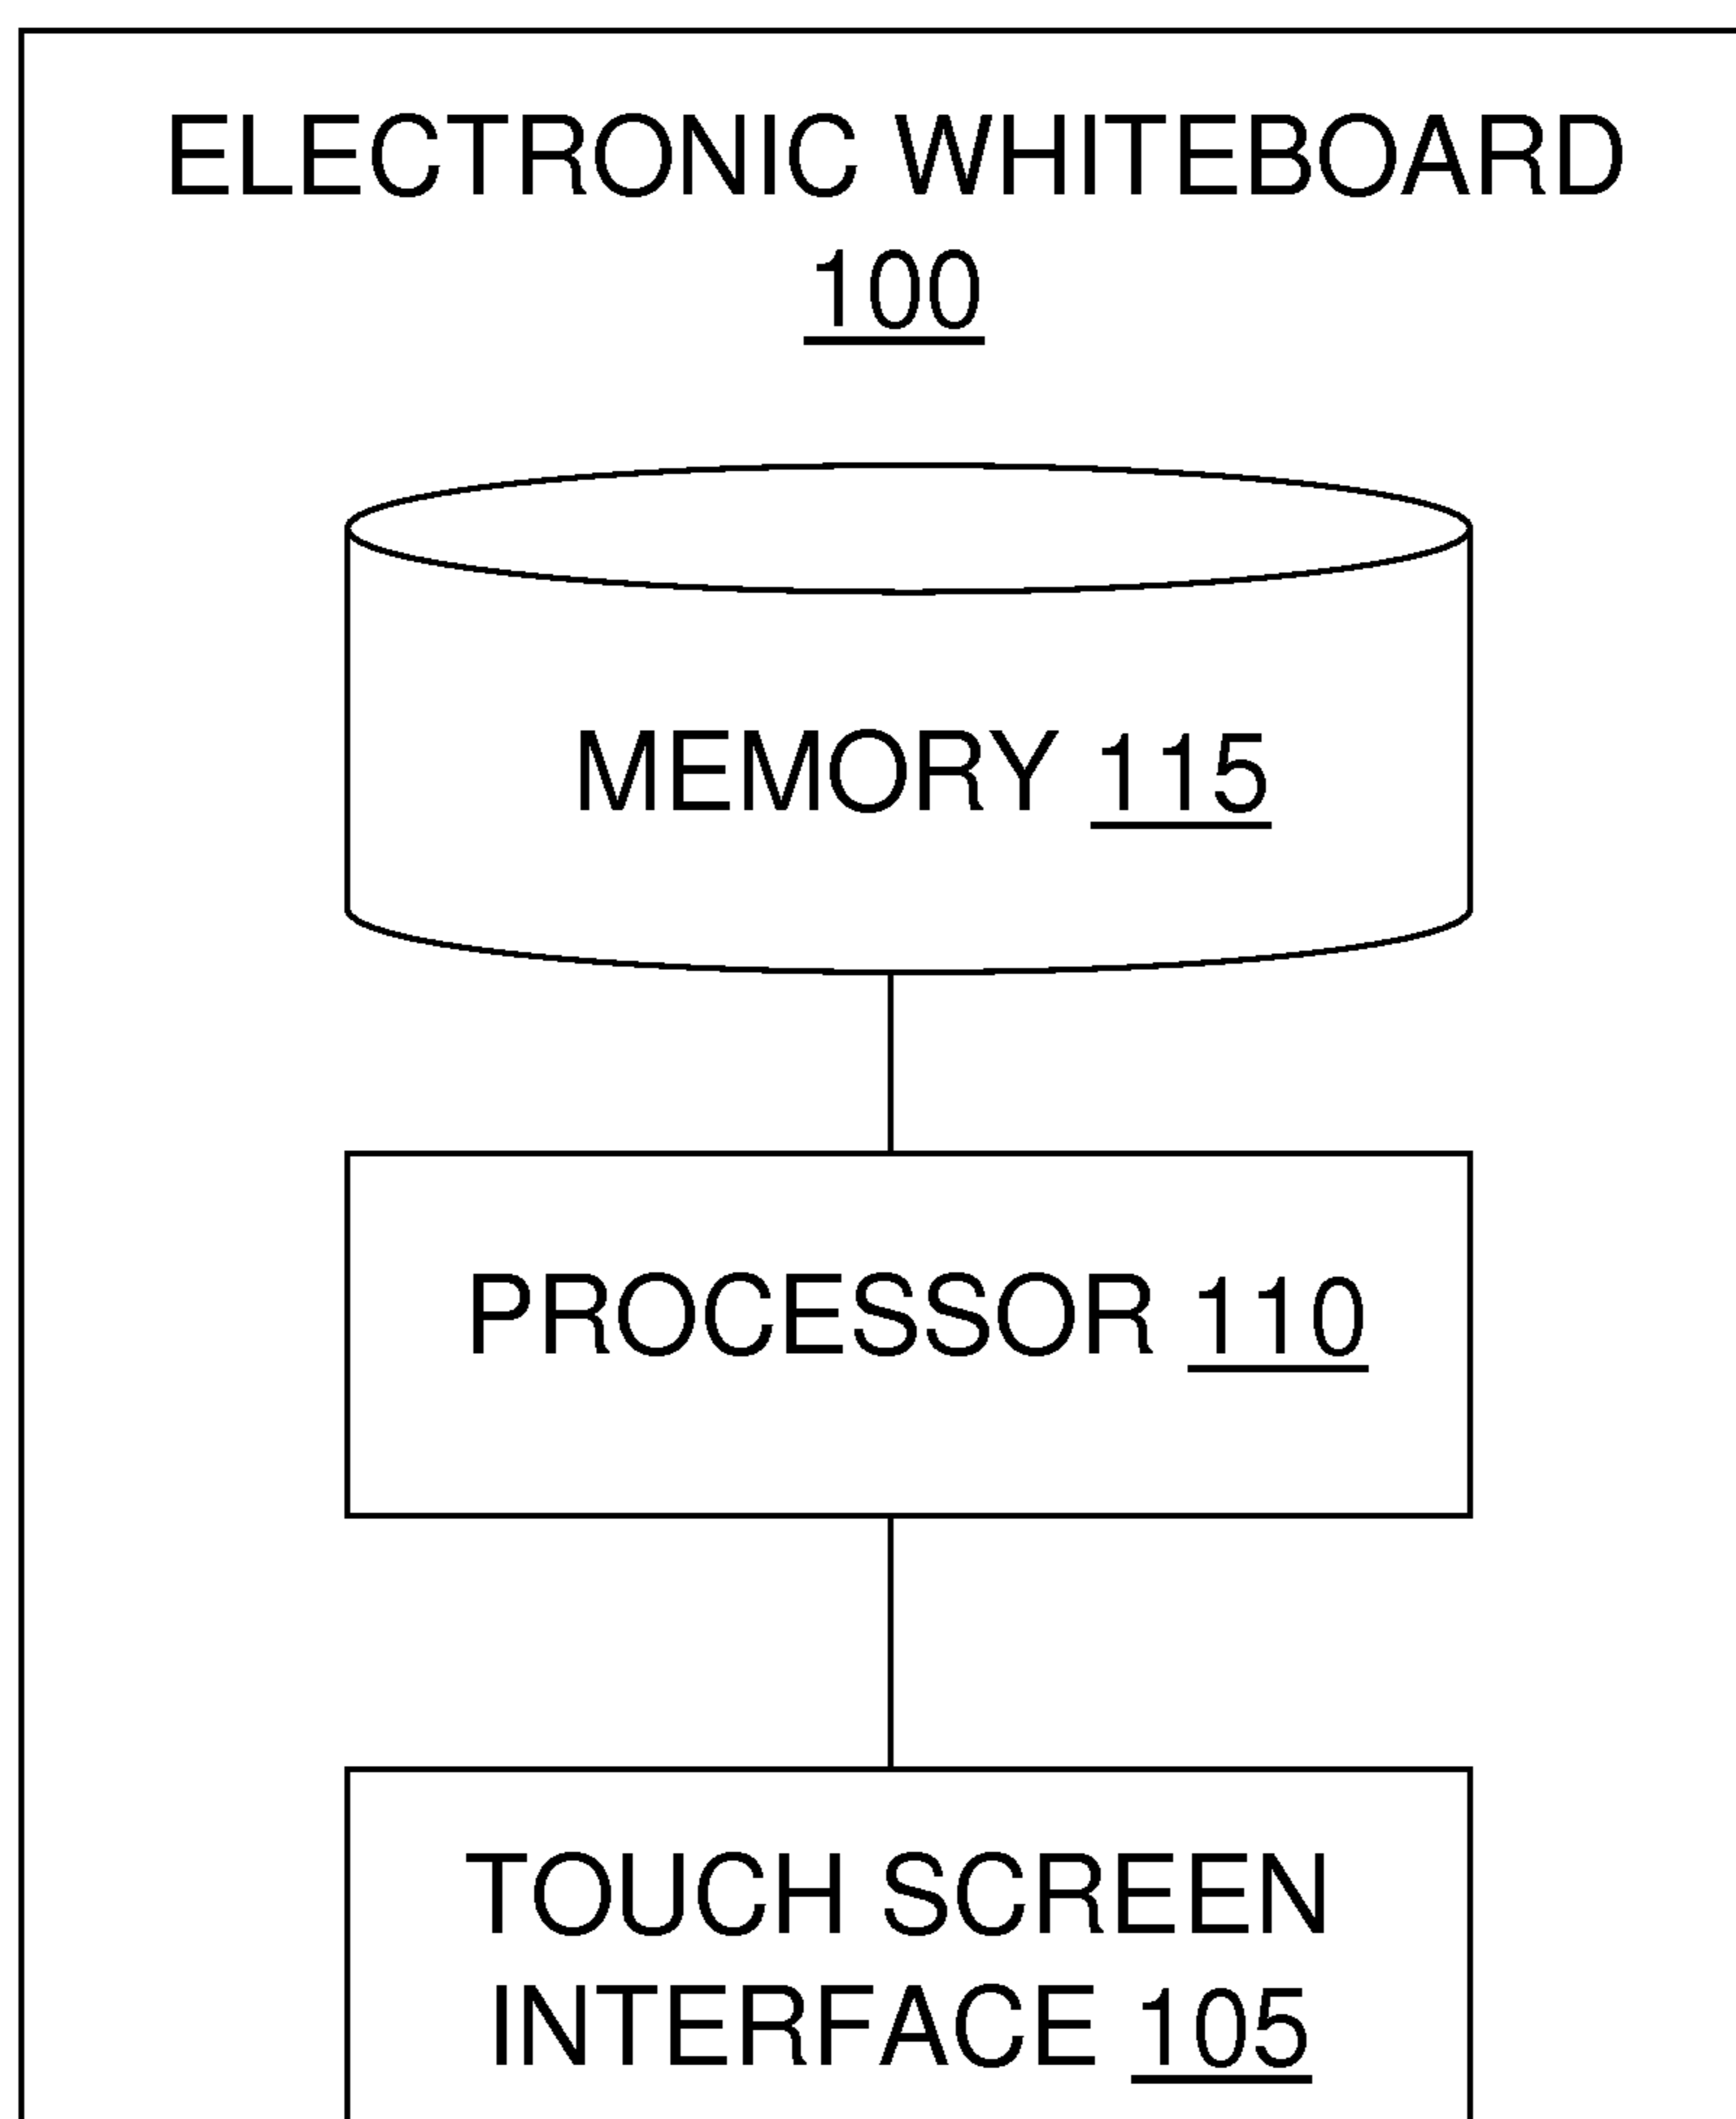 ELECTRONIC WHITEBOARD
100
MEMORY 115
PROCESSOR 110
TOUCH SCREEN
INTERFACE 105